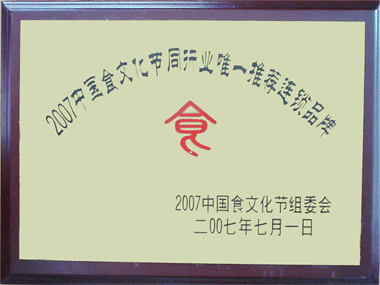 2007中国食文化节同行业唯一推荐连锁品牌
食
2007中国食文化节组委会
二00七年七月一日